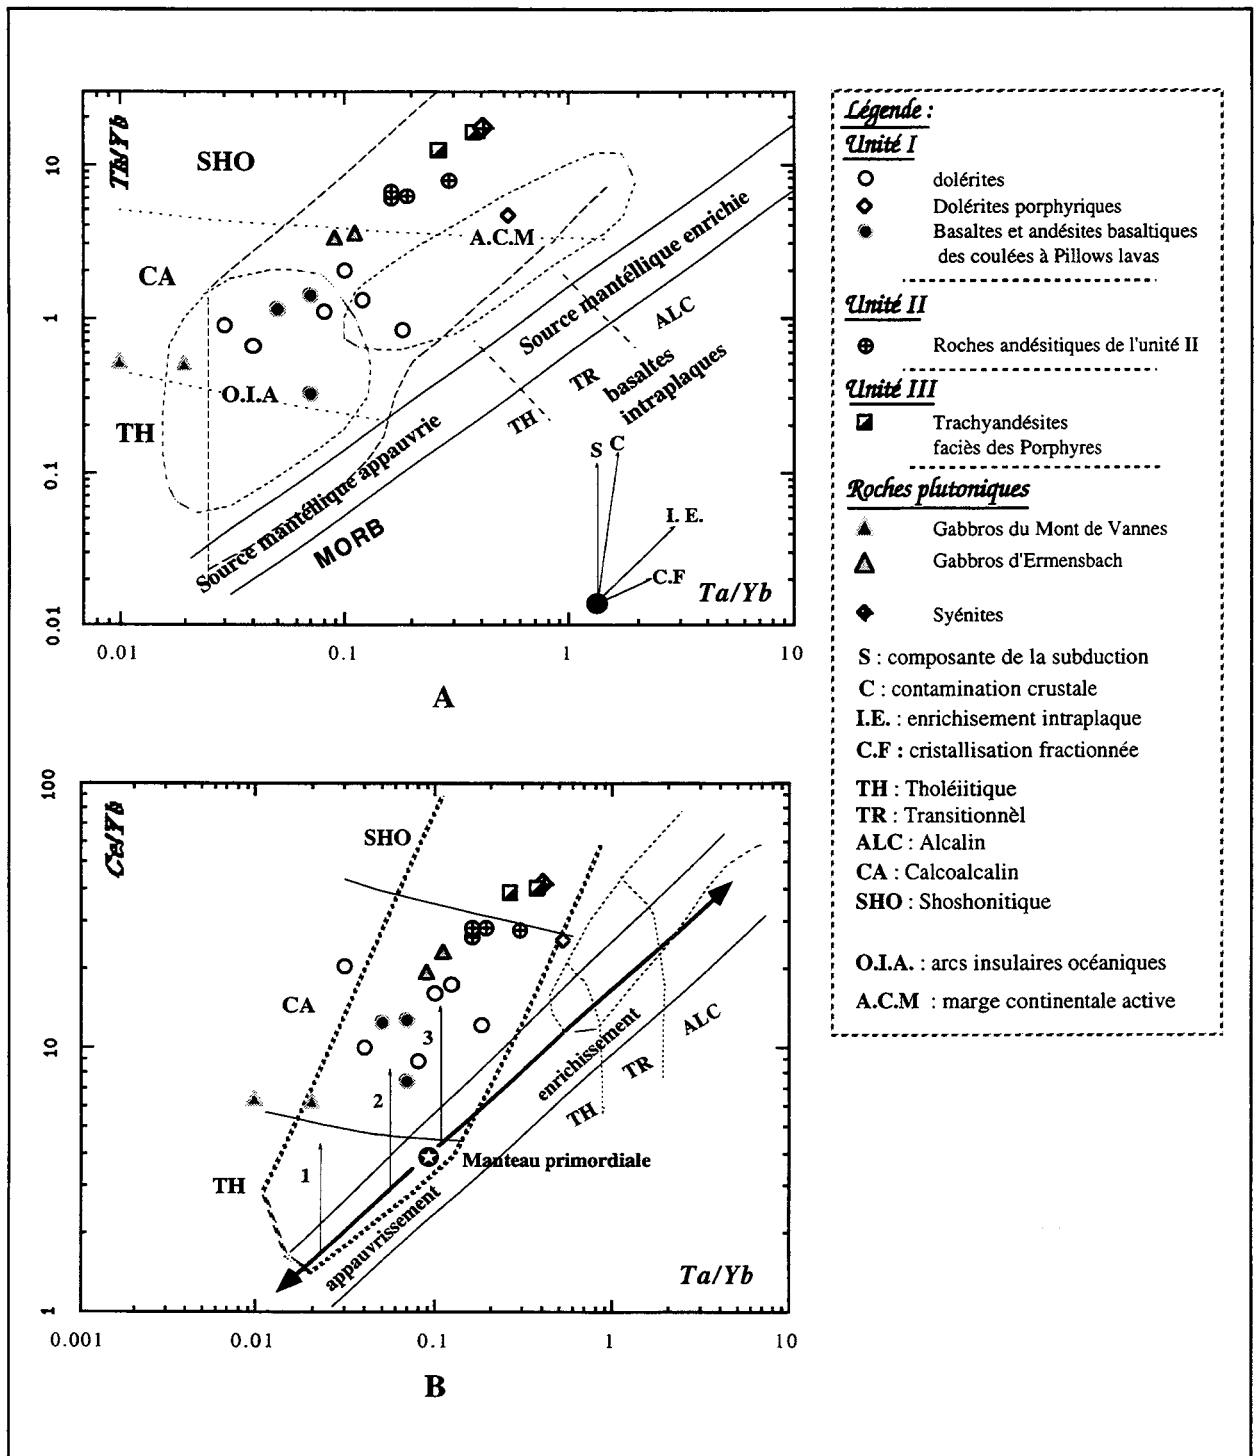 Th/Yb
10
1
0.1
0.01
SHO
CA
TH
O.I.A
A.C.M
Source mantéllique enrichie
Source mantéllique appauvrie
MORB
ALC
TR
TH
basaltes
intraplaques
S
C
I. E.
C.F
Ta/Yb
0.01
0.1
1
10
A
Légende :
Unité I
dolérites
Dolérites porphyriques
Basaltes et andésites basaltiques
des coulées à Pillows lavas
Unité II
Roches andésitiques de l'unité II
Unité III
Trachyandésites
faciès des Porphyres
Roches plutoniques
Gabbros du Mont de Vannes
Gabbros d'Ermensbach
Syénites
S : composante de la subduction
C : contamination crustale
I.E. : enrichisement intraplaque
C.F : cristallisation fractionnée
TH : Tholéiitique
TR : Transitionnèl
ALC : Alcalin
CA : Calcoalcalin
SHO : Shoshonitique
O.I.A. : arcs insulaires océaniques
A.C.M : marge continentale active
Ce/Yb
100
10
1
SHO
CA
TH
1
2
3
Manteau primordiale
enrichissement
appauvrissement
TH
TR
ALC
Ta/Yb
0.001
0.01
0.1
1
10
B